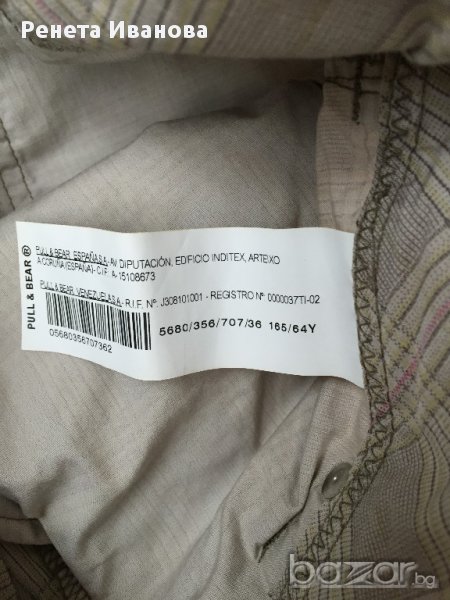 Ренета Иванова
PULL & BEAR ®
PULL & BEAR ESPAÑA S.A.- AV DIPUTACIÓN, EDIFICIO INDITEX, ARTEIXO
A CORUÑA (ESPAÑA) - C.I.F. A-15108673
PULL & BEAR VENEZUELA S.A.- R.I.F. Nº: J308101001 - REGISTRO Nº 0000037TI-02
05680356707362
5680/356/707/36 165/64Y
bazar.bg